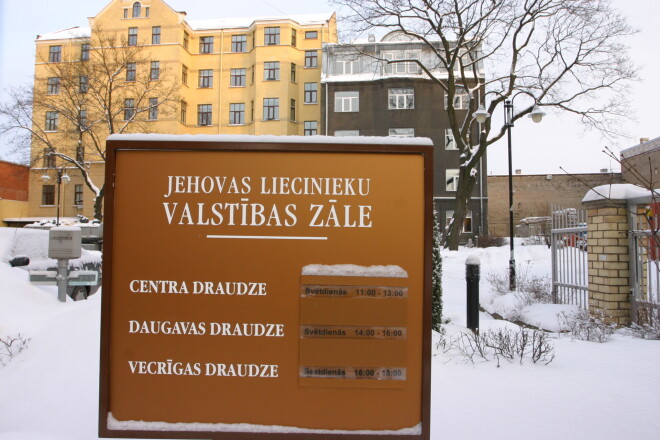 JEHOVAS LIECINIEKU
VALSTĪBAS ZĀLE
CENTRA DRAUDZE Svētdienās 11:00 - 13:00
DAUGAVAS DRAUDZE Svētdienās 14:00 - 16:00
VECRĪGAS DRAUDZE Svētdienās 16:00 - 18:00